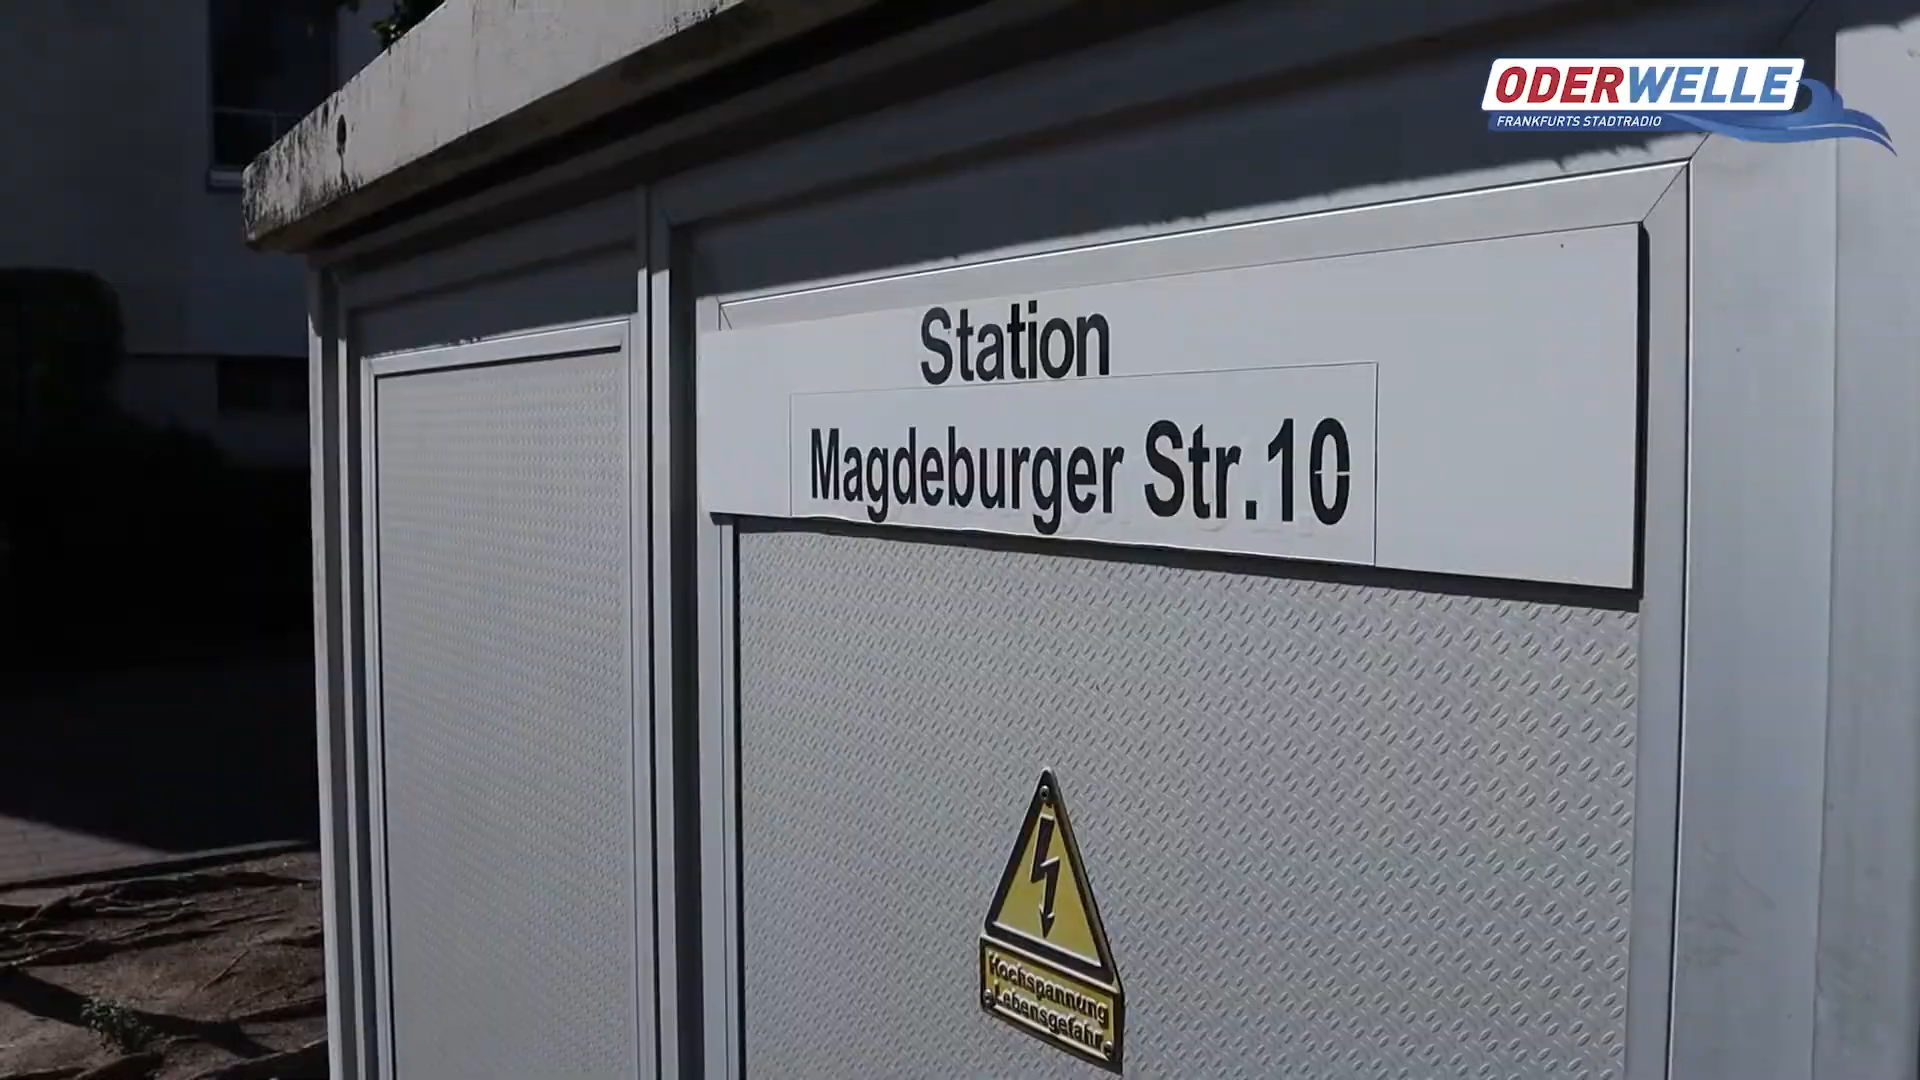 ODERWELLE
FRANKFURTS STADTRADIO
Station
Magdeburger Str.10
Hochspannung
Lebensgefahr